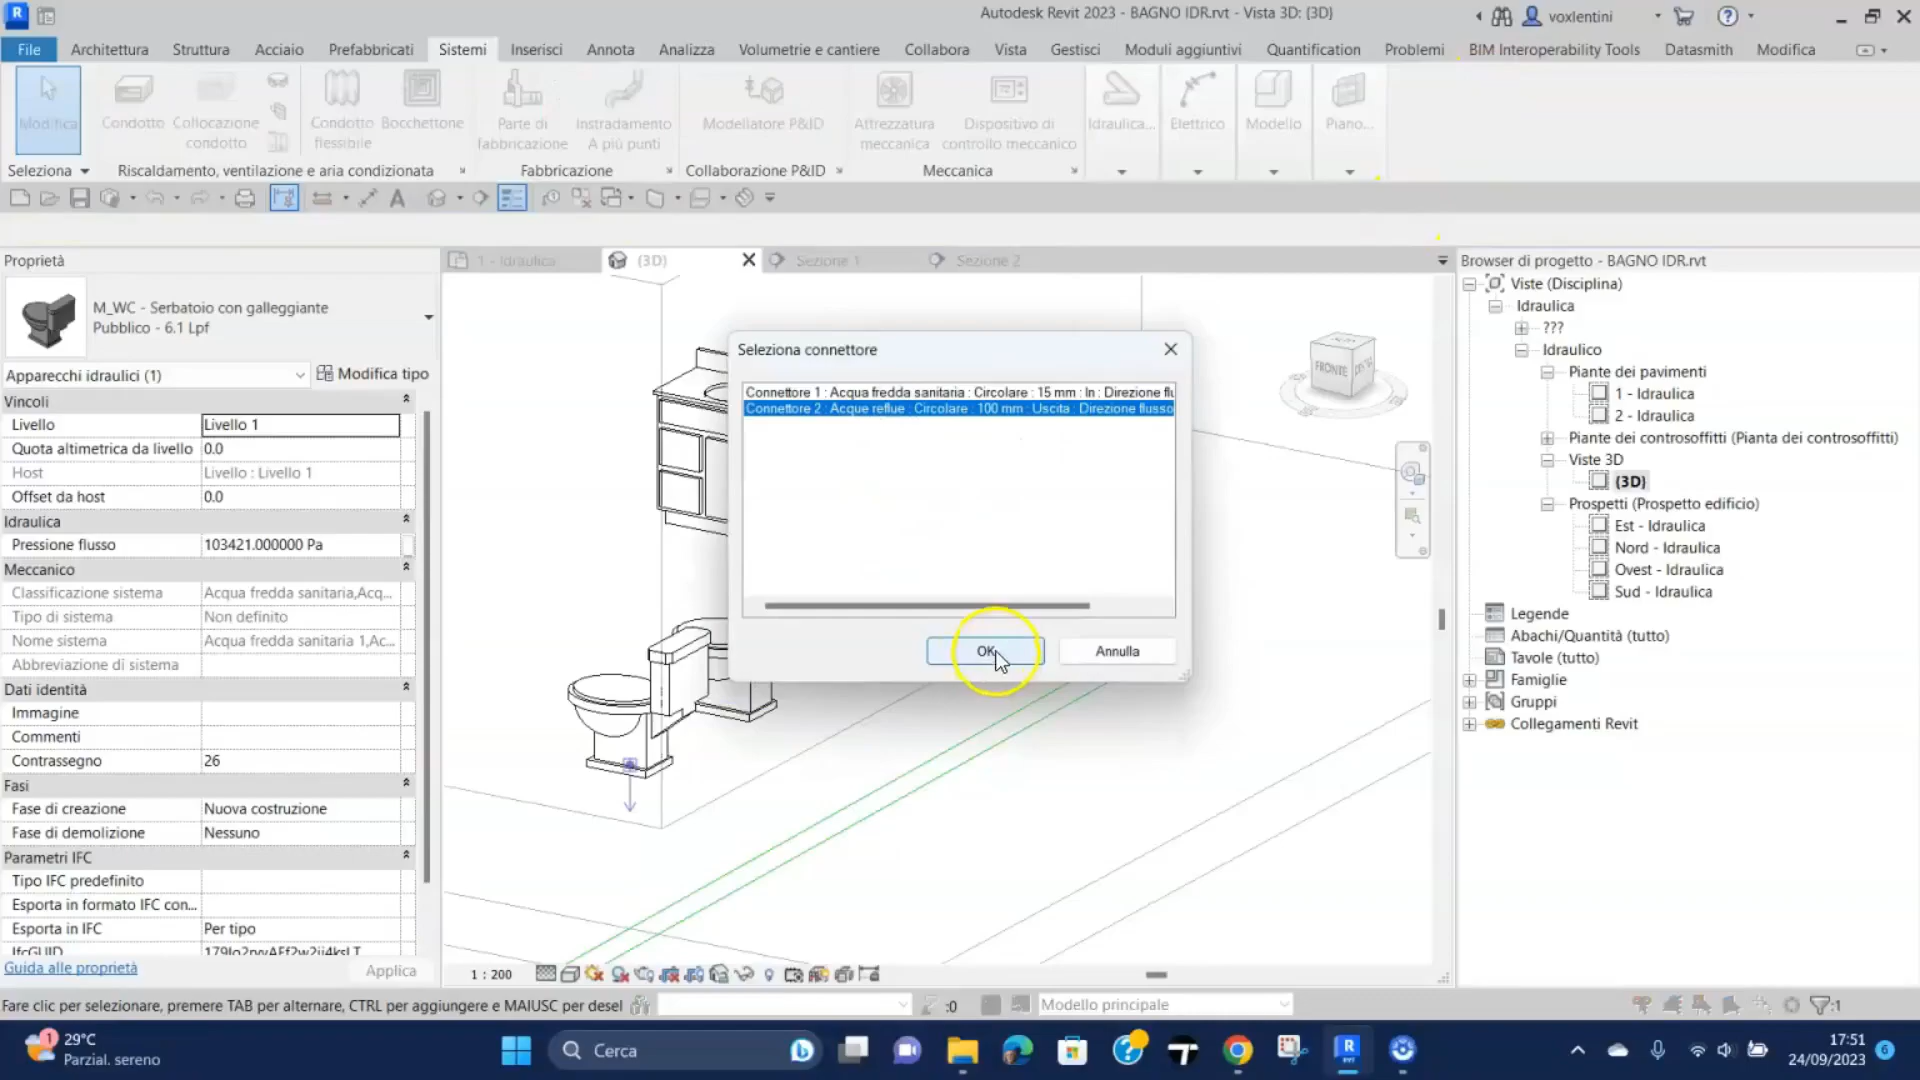 Autodesk Revit 2023 - BAGNO IDR.rvt - Vista 3D: {3D}
voxlentini
File
Architettura
Struttura
Acciaio
Prefabbricati
Sistemi
Inserisci
Annota
Analizza
Volumetrie e cantiere
Collabora
Vista
Gestisci
Moduli aggiuntivi
Quantification
Problemi
BIM Interoperability Tools
Datasmith
Modifica
Modifica
Condotto
Collocazione
condotto
Condotto
flessibile
Bocchettone
Parte di
fabbricazione
Instradamento
A più punti
Modellatore P&ID
Attrezzatura
meccanica
Dispositivo di
controllo meccanico
Idraulica...
Elettrico
Modello
Piano...
Seleziona
Riscaldamento, ventilazione e aria condizionata
Fabbricazione
Collaborazione P&ID
Meccanica
Proprietà
M_WC - Serbatoio con galleggiante
Pubblico - 6.1 Lpf
Apparecchi idraulici (1)
Modifica tipo
Vincoli
Livello
Livello 1
Quota altimetrica da livello
0.0
Host
Livello : Livello 1
Offset da host
0.0
Idraulica
Pressione flusso
103421.000000 Pa
Meccanico
Classificazione sistema
Acqua fredda sanitaria,Acq...
Tipo di sistema
Non definito
Nome sistema
Acqua fredda sanitaria 1,Ac...
Abbreviazione di sistema
Dati identità
Immagine
Commenti
Contrassegno
26
Fasi
Fase di creazione
Nuova costruzione
Fase di demolizione
Nessuno
Parametri IFC
Tipo IFC predefinito
Esporta in formato IFC con...
Esporta in IFC
Per tipo
IfcGUID
Guida alle proprietà
Applica
1 - Idraulica
{3D}
Sezione 1
Sezione 2
Seleziona connettore
Connettore 1 : Acqua fredda sanitaria : Circolare : 15 mm : In : Direzione flu
Connettore 2 : Acque reflue : Circolare : 100 mm : Uscita : Direzione flusso
OK
Annulla
FRONTE
1 : 200
Browser di progetto - BAGNO IDR.rvt
Viste (Disciplina)
Idraulica
???
Idraulico
Piante dei pavimenti
1 - Idraulica
2 - Idraulica
Piante dei controsoffitti (Pianta dei controsoffitti)
Viste 3D
{3D}
Prospetti (Prospetto edificio)
Est - Idraulica
Nord - Idraulica
Ovest - Idraulica
Sud - Idraulica
Legende
Abachi/Quantità (tutto)
Tavole (tutto)
Famiglie
Gruppi
Collegamenti Revit
Fare clic per selezionare, premere TAB per alternare, CTRL per aggiungere e MAIUSC per desel
:0
Modello principale
:1
1
29°C
Parzial. sereno
Cerca
17:51
24/09/2023
6